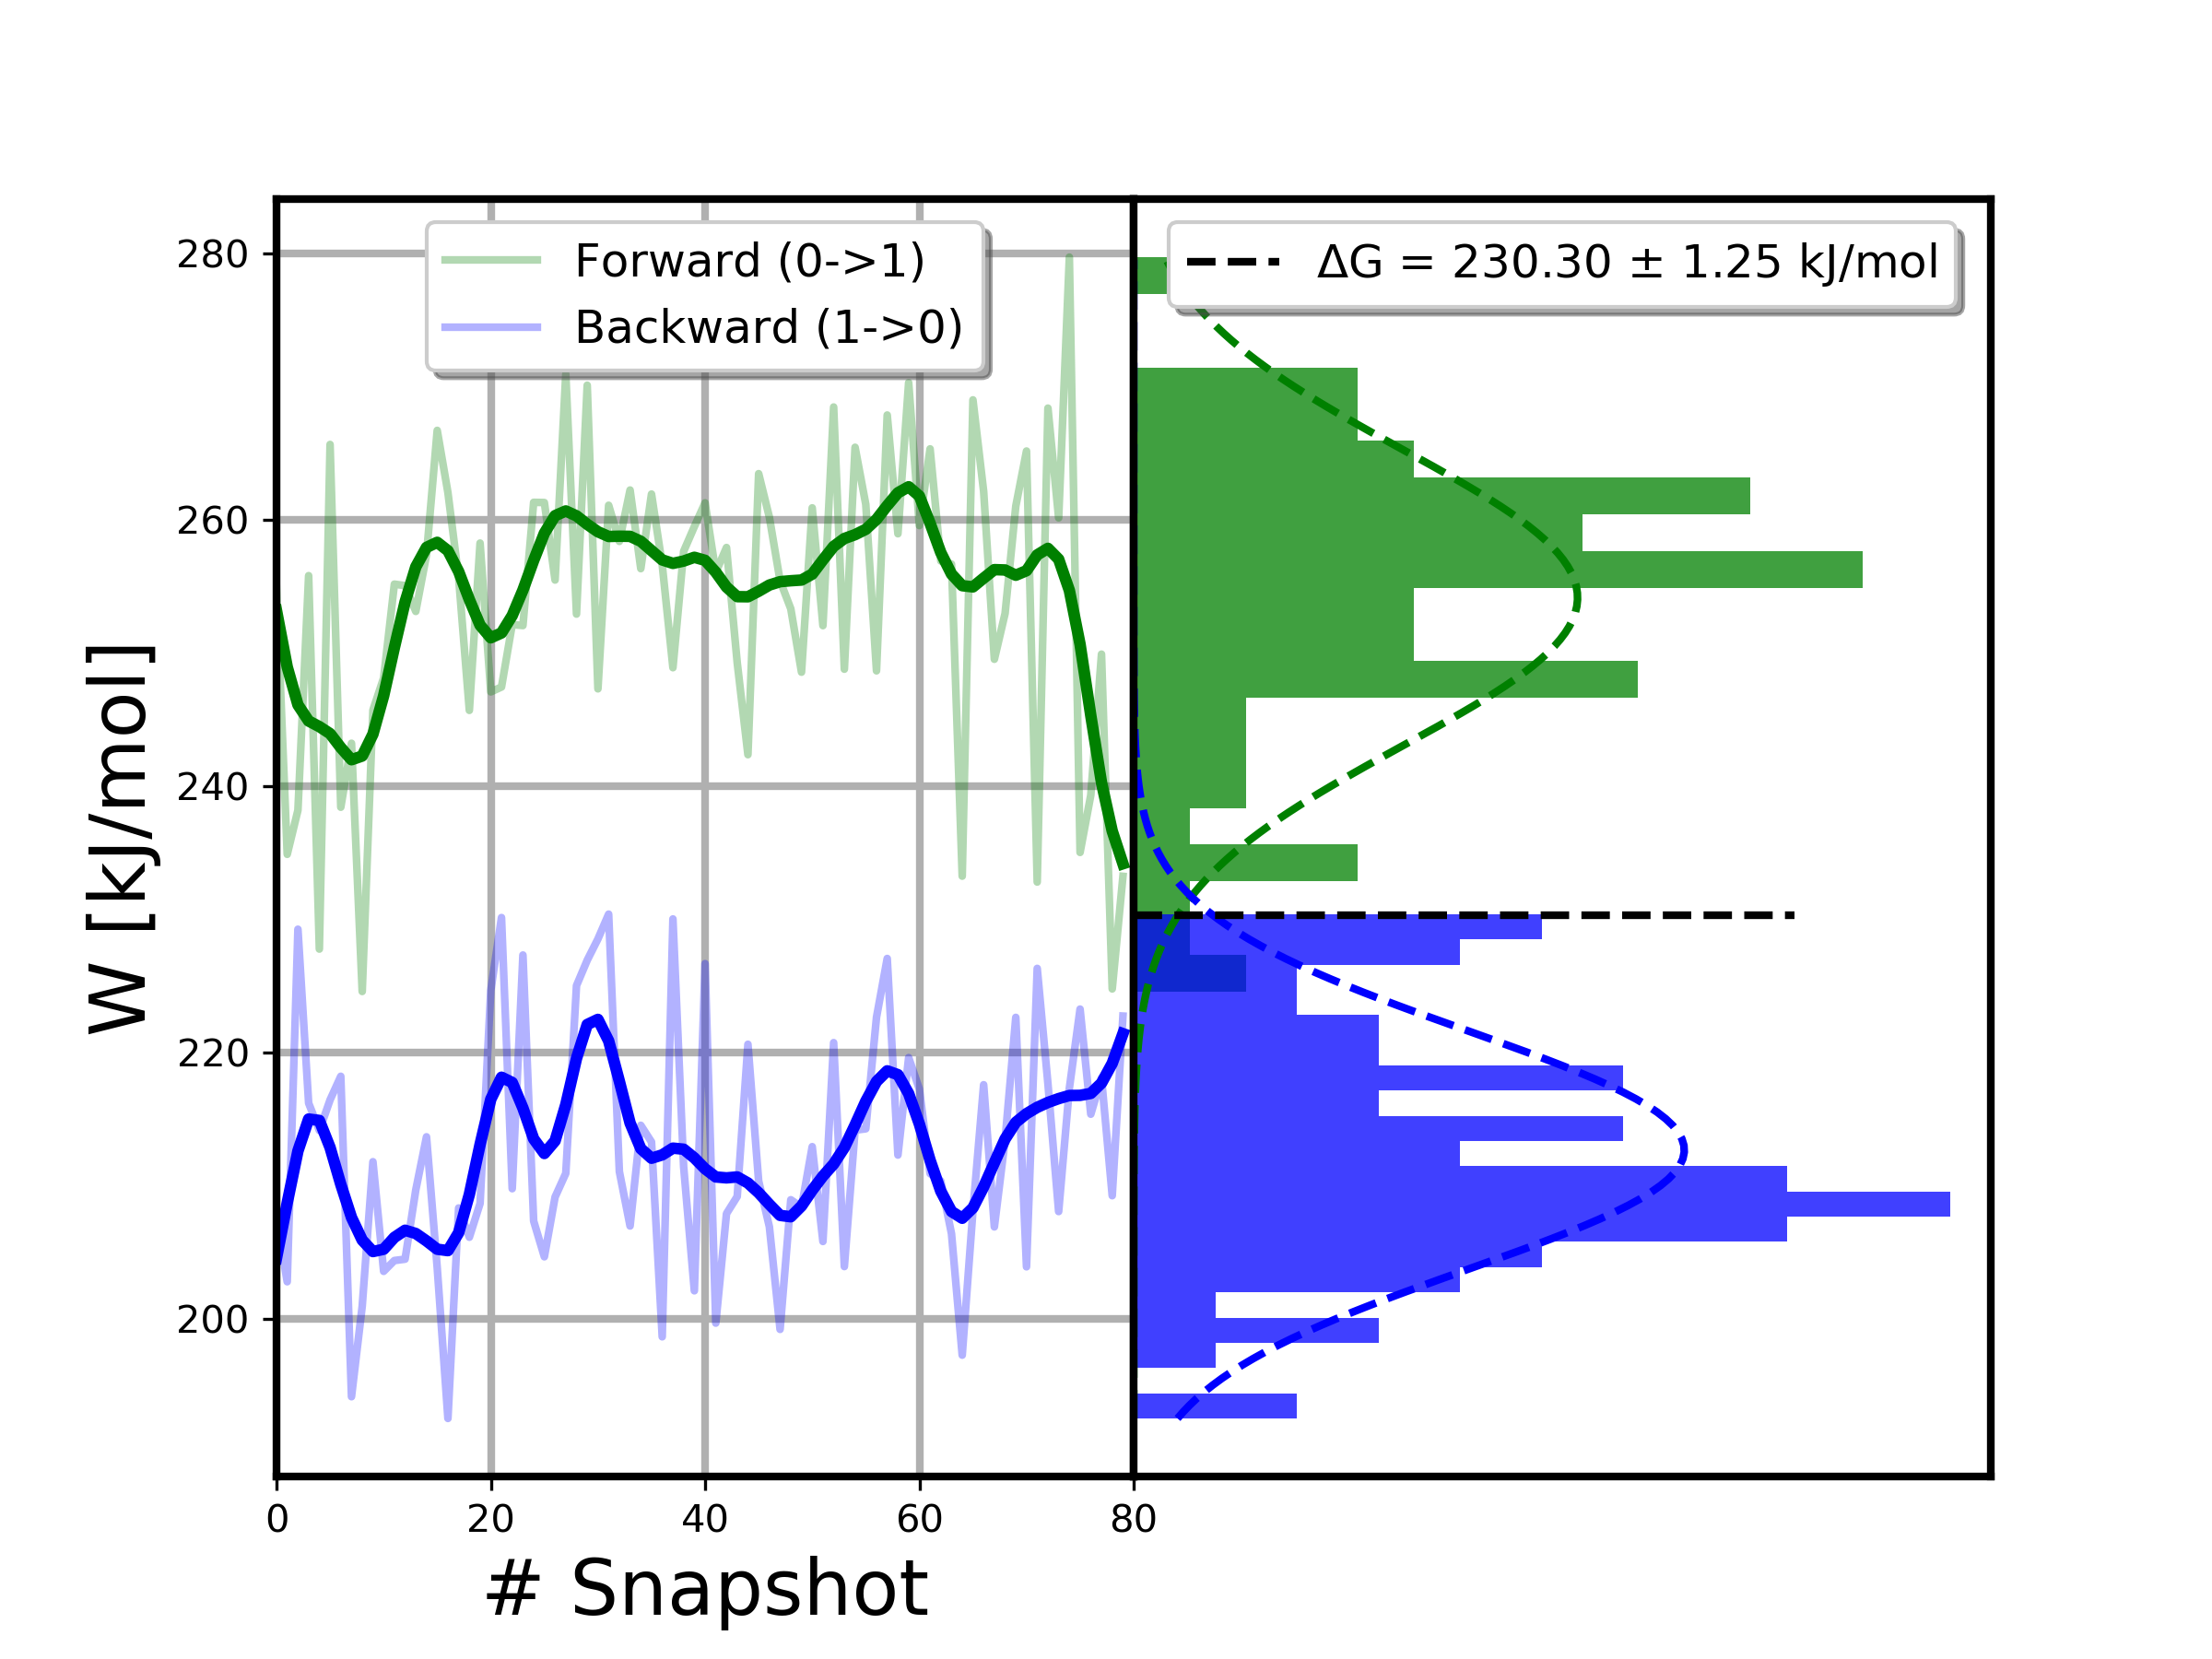 Forward (0->1)
Backward (1->0)
ΔG = 230.30 ± 1.25 kJ/mol
280
260
240
220
200
W [kJ/mol]
0 20 40 60 80
# Snapshot